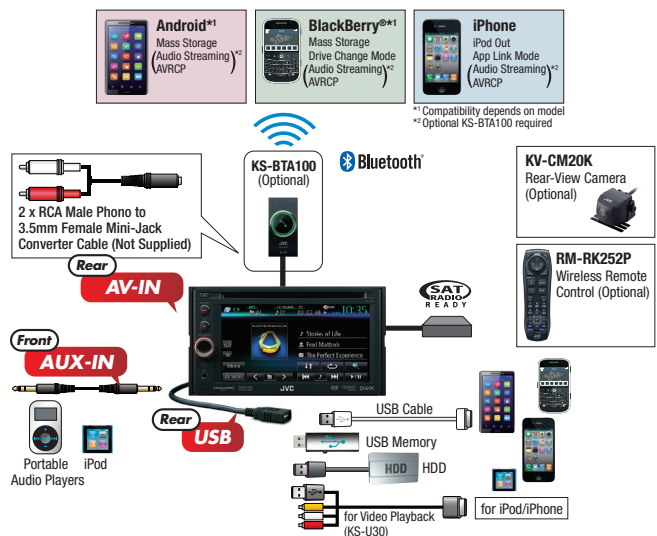 Android*1
Mass Storage
(Audio Streaming
AVRCP)*2
BlackBerry®*1
Mass Storage
Drive Change Mode
(Audio Streaming
AVRCP)*2
iPhone
iPod Out
App Link Mode
(Audio Streaming
AVRCP)*2
*1 Compatibility depends on model
*2 Optional KS-BTA100 required
KS-BTA100
(Optional)
Bluetooth®
JVC
2 x RCA Male Phono to
3.5mm Female Mini-Jack
Converter Cable (Not Supplied)
KV-CM20K
Rear-View Camera
(Optional)
RM-RK252P
Wireless Remote
Control (Optional)
Rear
AV-IN
SAT
RADIO
READY
10:35
Stories of Life
Fred Mattrols
The Perfect Experience
Mode
JVC
Front
AUX-IN
Rear
USB
Portable
Audio Players
iPod
USB Cable
USB Memory
HDD
HDD
for Video Playback
(KS-U30)
for iPod/iPhone